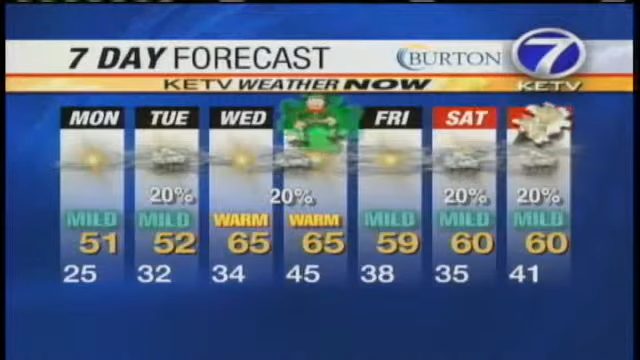 7 DAY FORECAST
BURTON
7
KETV
KETV WEATHER NOW
MON TUE WED FRI SAT
20% 20% 20% 20%
MILD MILD WARM WARM MILD MILD MILD
51 52 65 65 59 60 60
25 32 34 45 38 35 41